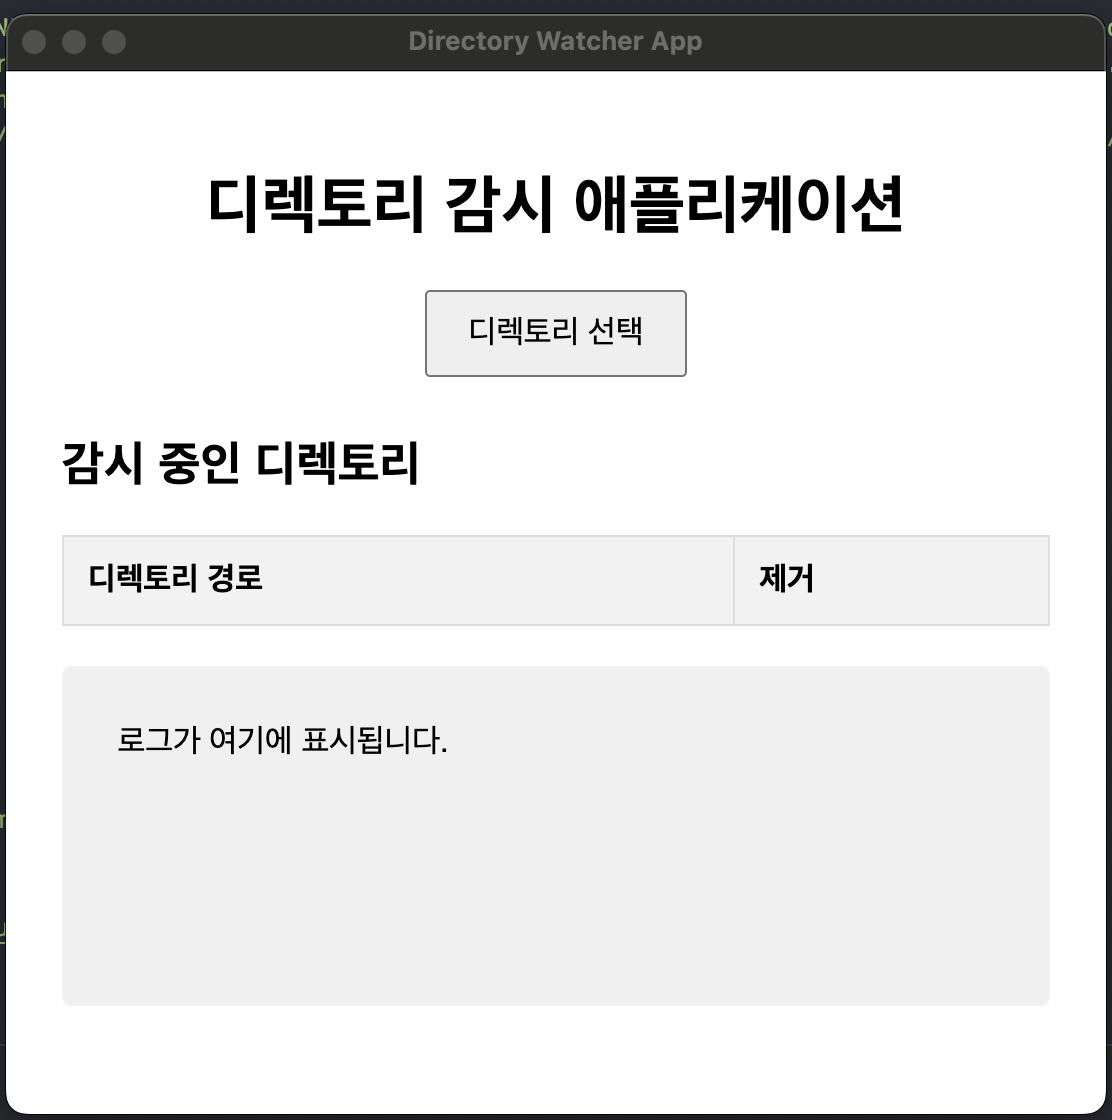 Directory Watcher App
디렉토리 감시 애플리케이션
디렉토리 선택
감시 중인 디렉토리
디렉토리 경로 제거
로그가 여기에 표시됩니다.